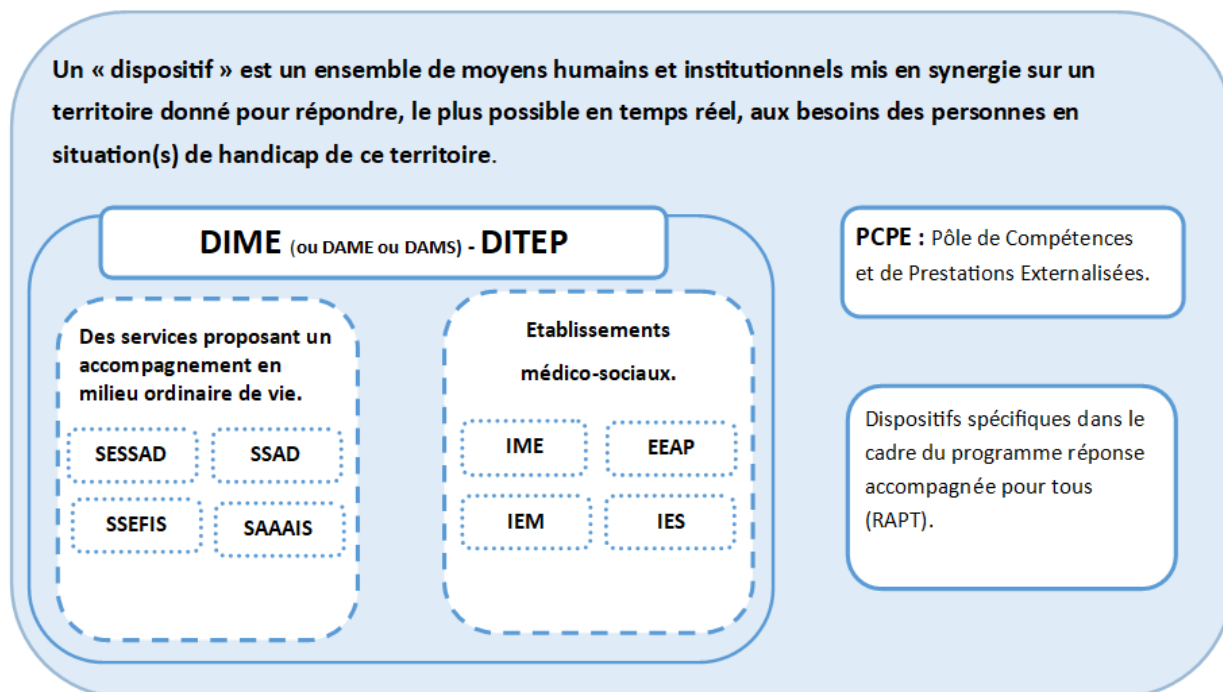 Un « dispositif » est un ensemble de moyens humains et institutionnels mis en synergie sur un
territoire donné pour répondre, le plus possible en temps réel, aux besoins des personnes en
situation(s) de handicap de ce territoire.
DIME (ou DAME ou DAMS) - DITEP
Des services proposant un
accompagnement en
milieu ordinaire de vie.
SESSAD
SSAD
SSEFIS
SAAAIS
Etablissements
médico-sociaux.
IME
EEAP
IEM
IES
PCPE : Pôle de Compétences
et de Prestations Externalisées.
Dispositifs spécifiques dans le
cadre du programme réponse
accompagnée pour tous
(RAPT).